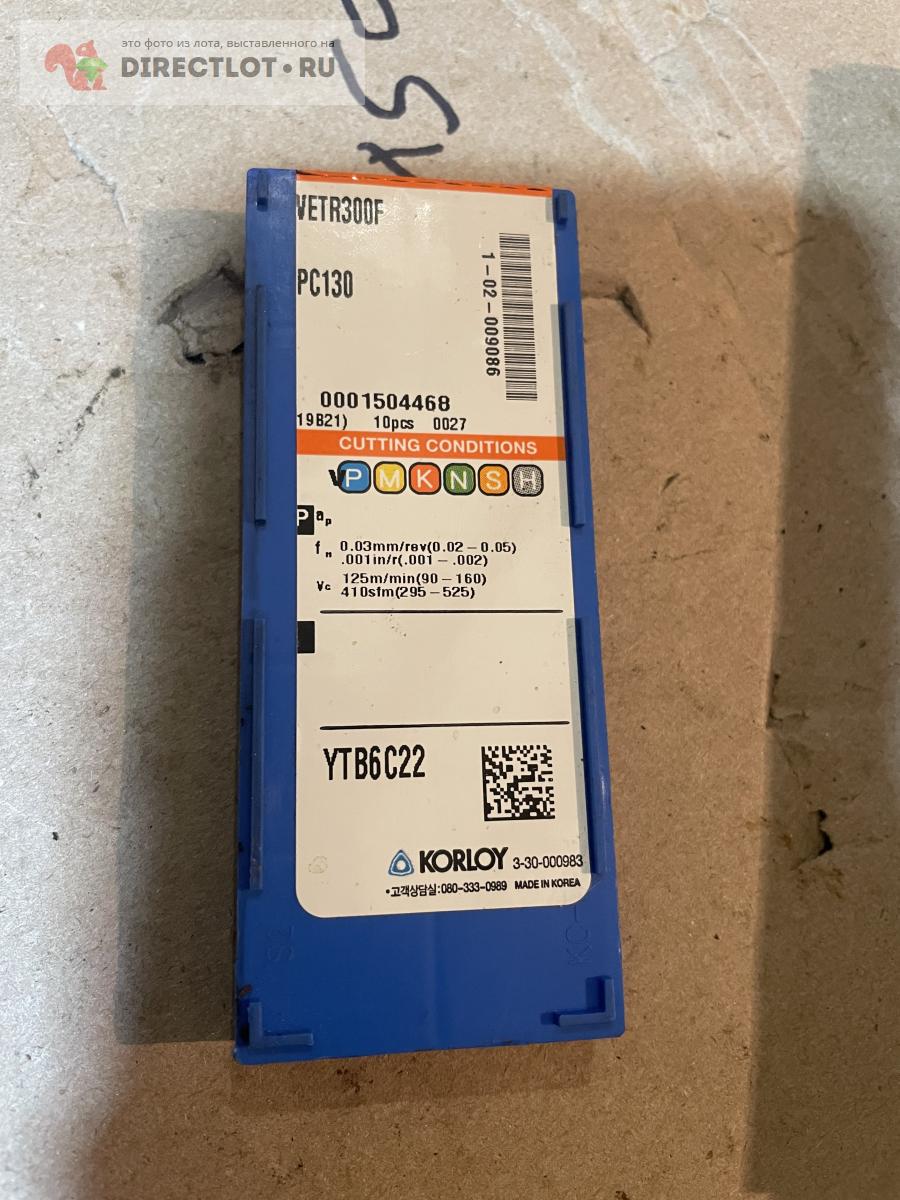 это фото из лота, выставленного на
DIRECTLOT.RU
VETR300F
PC130
1-02-009086
0001504468
19B21) 10pcs 0027
CUTTING CONDITIONS
P M K N S H
P ap
fn 0.03mm/rev(0.02-0.05)
.001in/r(.001-.002)
vc 125m/min(90-160)
410sfm(295-525)
YTB6C22
KORLOY 3-30-000983
•고객상담실:080-333-0989 MADE IN KOREA